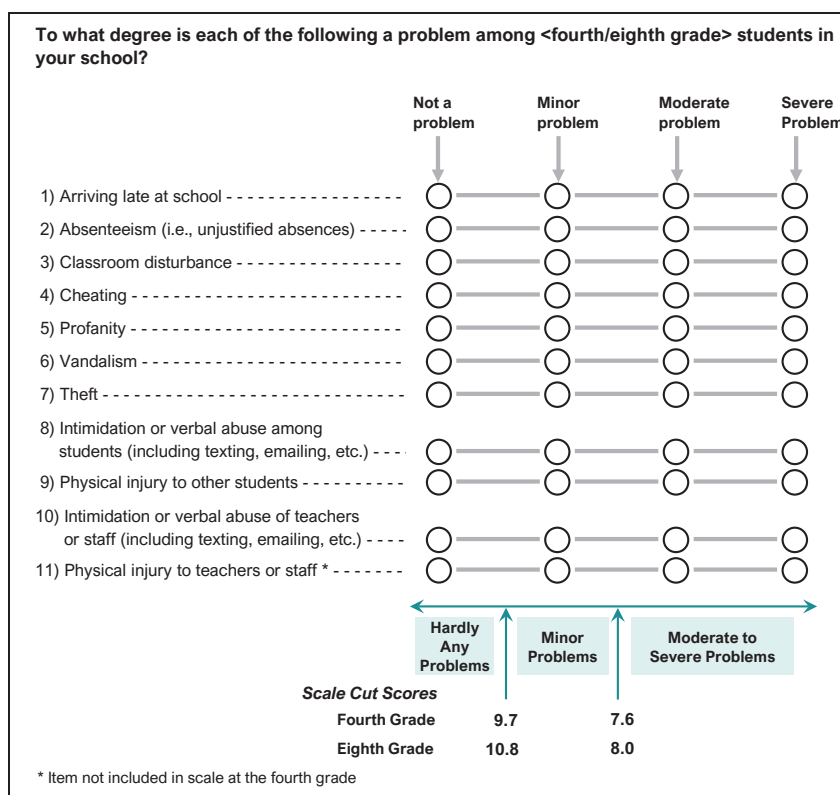 To what degree is each of the following a problem among <fourth/eighth grade> students in
your school?
Not a
problem
Minor
problem
Moderate
problem
Severe
Problem
1) Arriving late at school - - - - - - - - - - - - - - - - -
2) Absenteeism (i.e., unjustified absences) - - - - -
3) Classroom disturbance - - - - - - - - - - - - - - - -
4) Cheating - - - - - - - - - - - - - - - - - - - - - - - - - -
5) Profanity - - - - - - - - - - - - - - - - - - - - - - - - - -
6) Vandalism - - - - - - - - - - - - - - - - - - - - - - - - -
7) Theft - - - - - - - - - - - - - - - - - - - - - - - - - - - - -
8) Intimidation or verbal abuse among
students (including texting, emailing, etc.) - - - -
9) Physical injury to other students - - - - - - - - - -
10) Intimidation or verbal abuse of teachers
or staff (including texting, emailing, etc.) - - - -
11) Physical injury to teachers or staff * - - - - - - -
Hardly
Any
Problems
Minor
Problems
Moderate to
Severe Problems
Scale Cut Scores
Fourth Grade 9.7 7.6
Eighth Grade 10.8 8.0
* Item not included in scale at the fourth grade